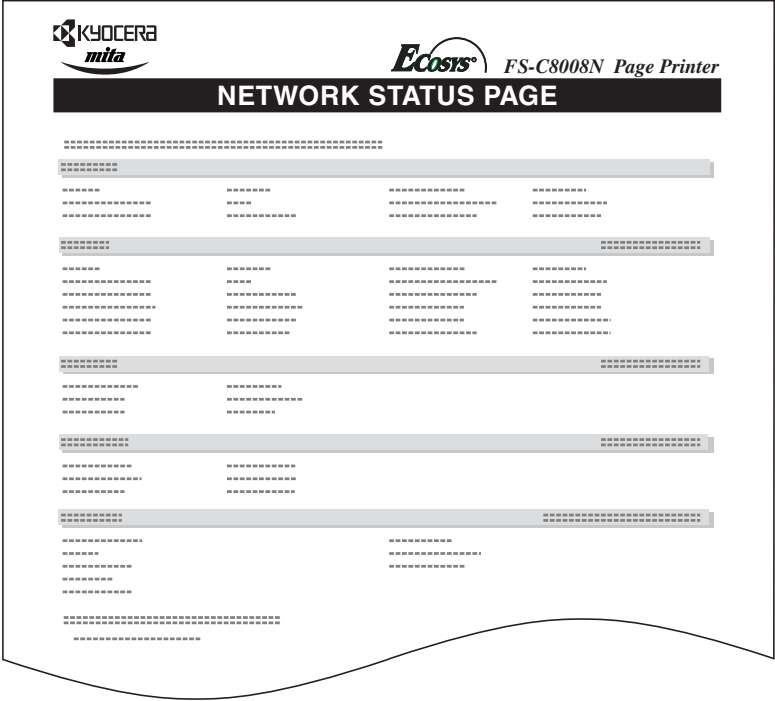 KYOCERA
mita
Ecosys
FS-C8008N Page Printer
NETWORK STATUS PAGE